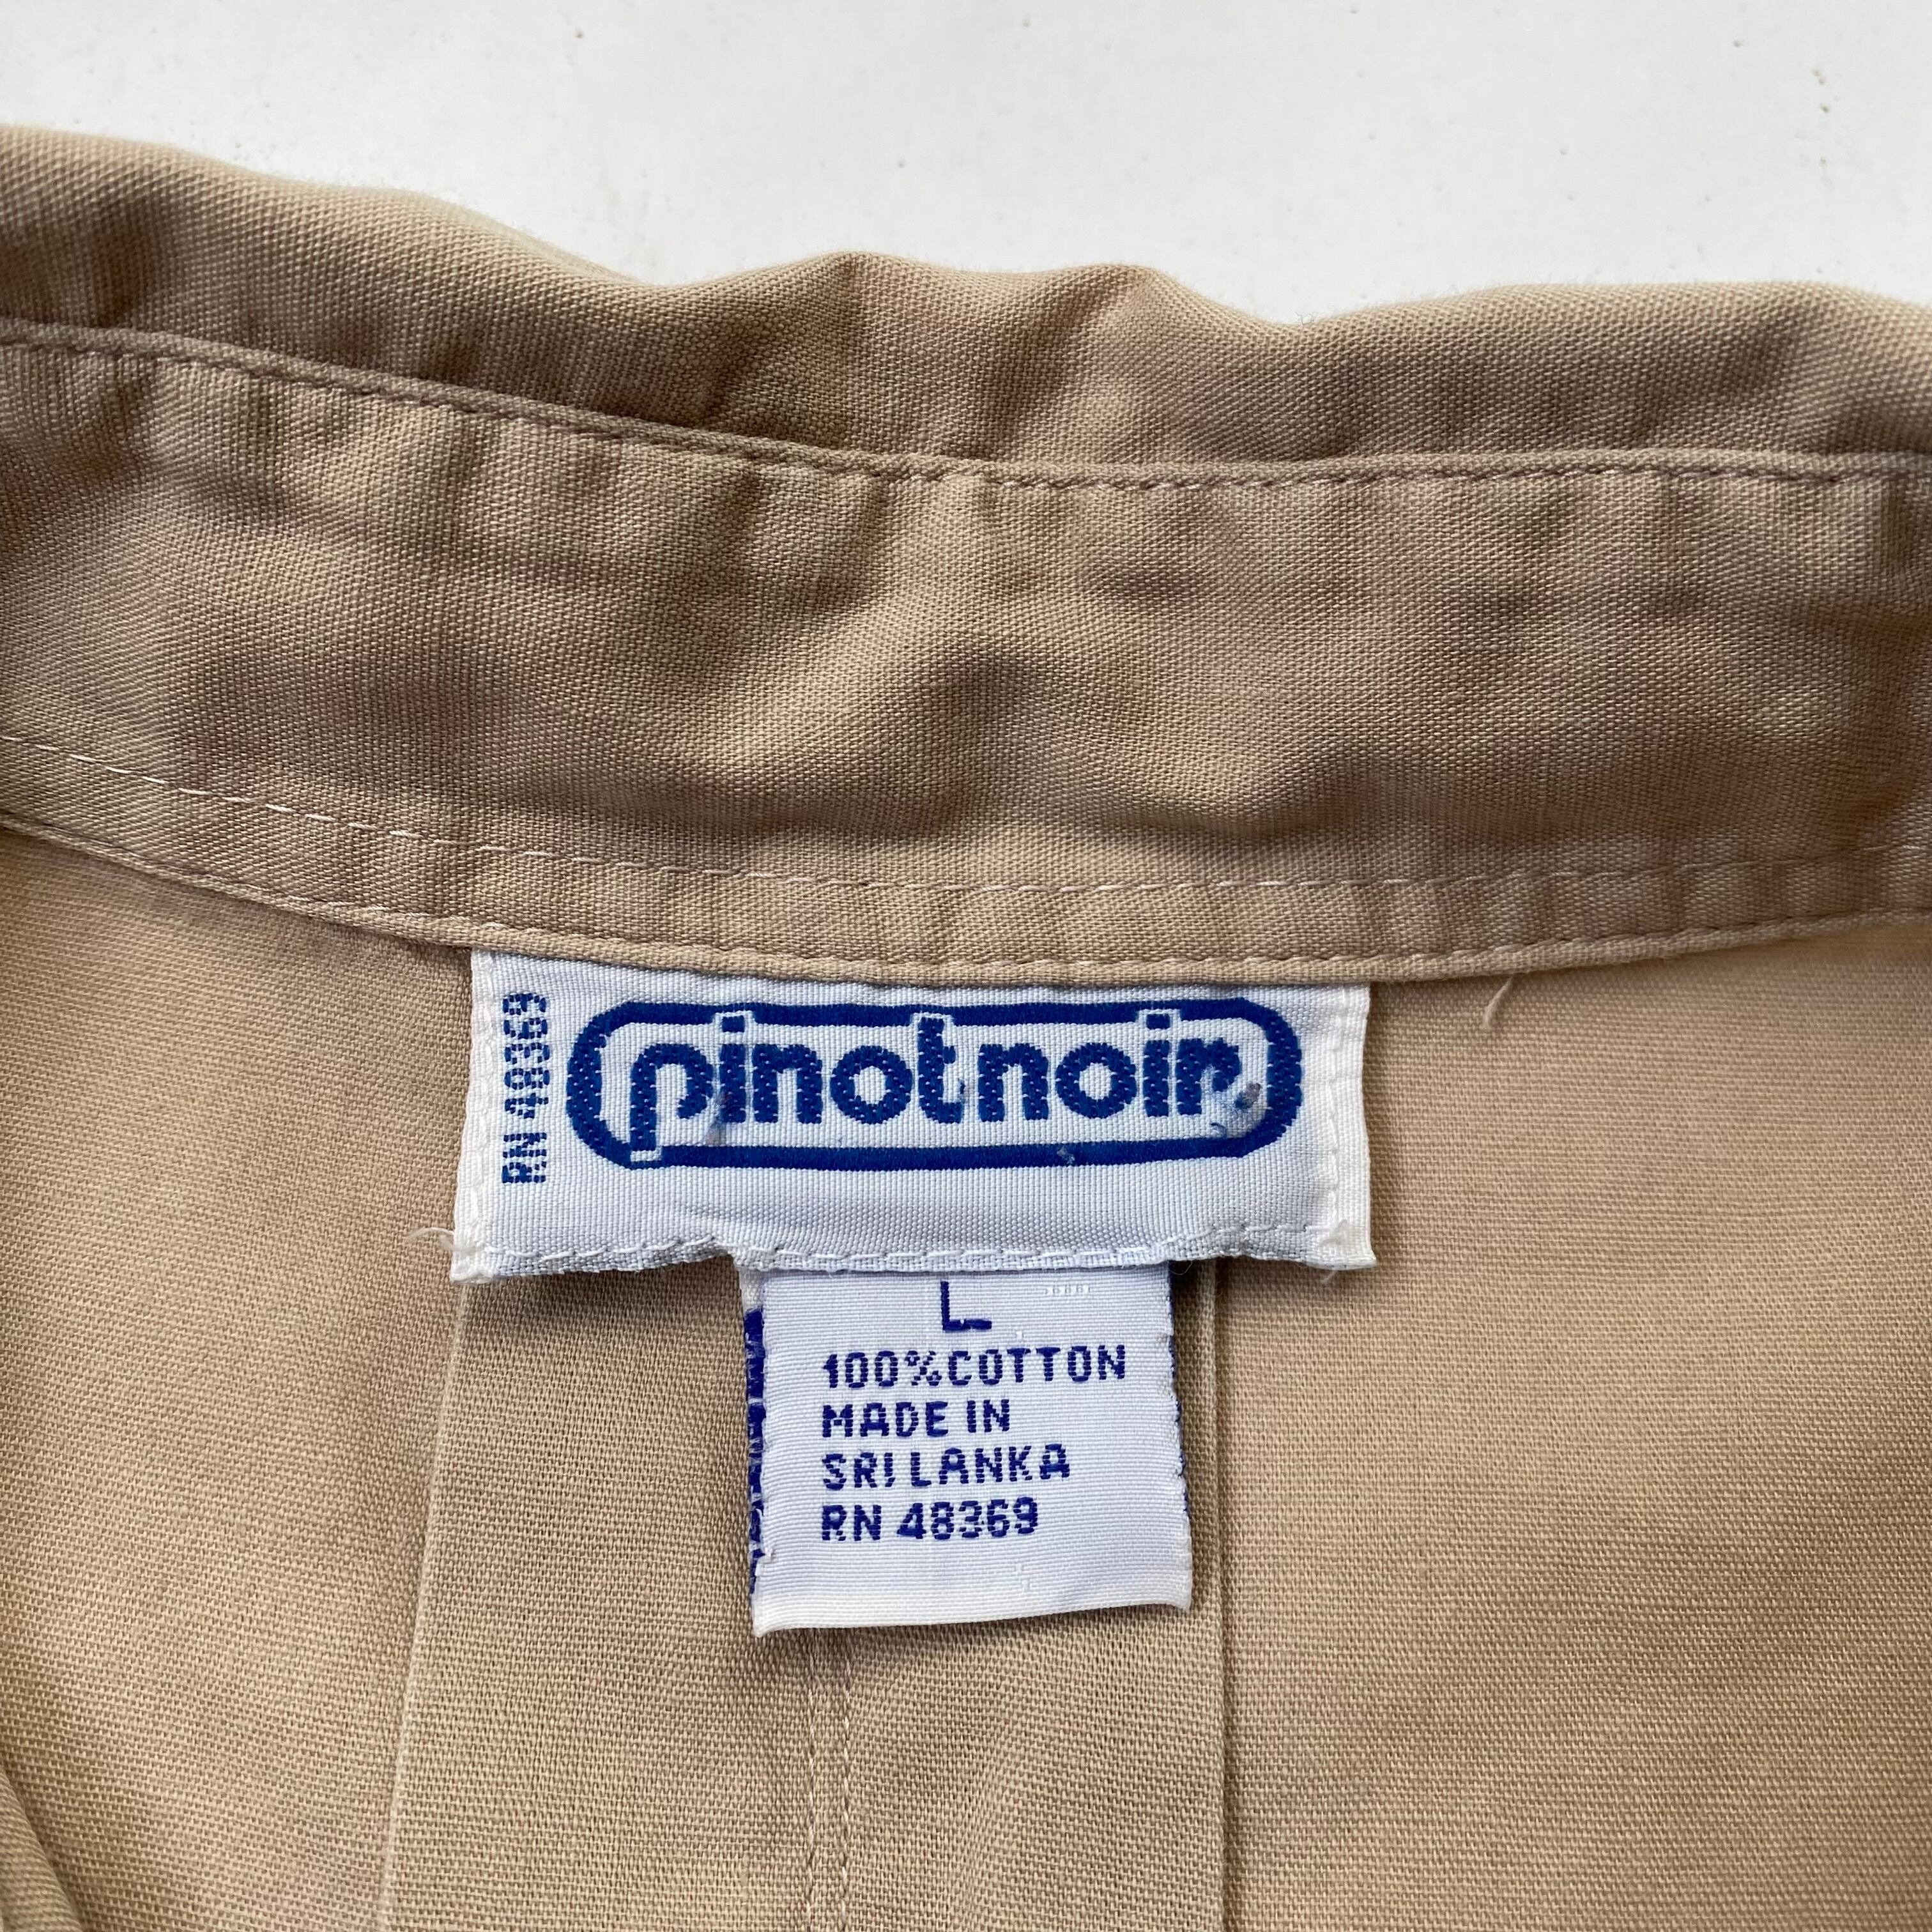 RN 48369
pinotnoir
L
100%COTTON
MADE IN
SRI LANKA
RN 48369